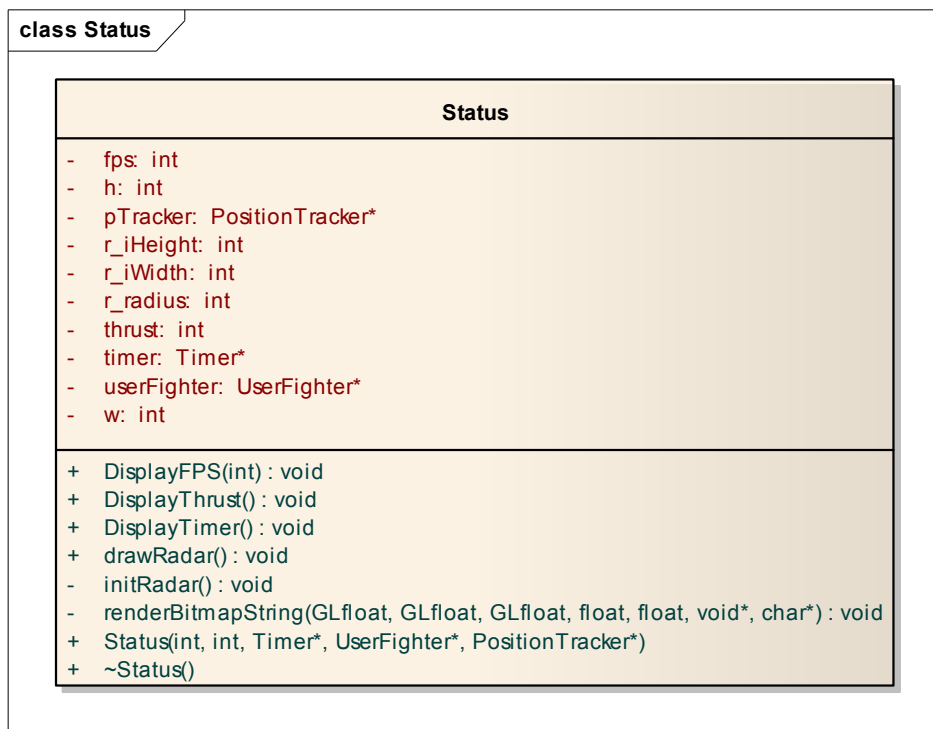 class Status
Status
- fps: int
- h: int
- pTracker: PositionTracker*
- r_iHeight: int
- r_iWidth: int
- r_radius: int
- thrust: int
- timer: Timer*
- userFighter: UserFighter*
- w: int
+ DisplayFPS(int) : void
+ DisplayThrust() : void
+ DisplayTimer() : void
+ drawRadar() : void
- initRadar() : void
- renderBitmapString(GLfloat, GLfloat, GLfloat, float, float, void*, char*) : void
+ Status(int, int, Timer*, UserFighter*, PositionTracker*)
+ ~Status()